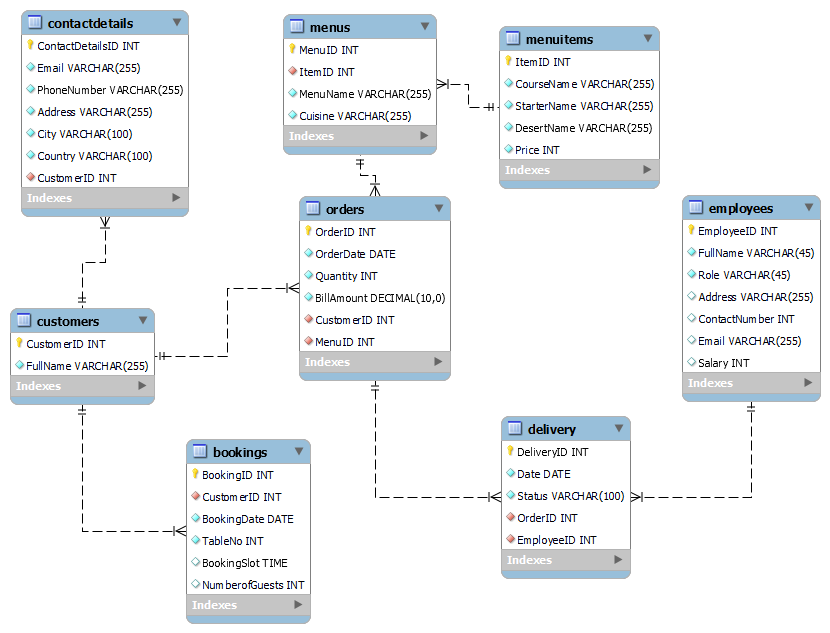 contactdetails
ContactDetailsID INT
Email VARCHAR(255)
PhoneNumber VARCHAR(255)
Address VARCHAR(255)
City VARCHAR(100)
Country VARCHAR(100)
CustomerID INT
Indexes
menus
MenuID INT
ItemID INT
MenuName VARCHAR(255)
Cuisine VARCHAR(255)
Indexes
menuitems
ItemID INT
CourseName VARCHAR(255)
StarterName VARCHAR(255)
DesertName VARCHAR(255)
Price INT
Indexes
orders
OrderID INT
OrderDate DATE
Quantity INT
BillAmount DECIMAL(10,0)
CustomerID INT
MenuID INT
Indexes
employees
EmployeeID INT
FullName VARCHAR(45)
Role VARCHAR(45)
Address VARCHAR(255)
ContactNumber INT
Email VARCHAR(255)
Salary INT
Indexes
customers
CustomerID INT
FullName VARCHAR(255)
Indexes
bookings
BookingID INT
CustomerID INT
BookingDate DATE
TableNo INT
BookingSlot TIME
NumberofGuests INT
Indexes
delivery
DeliveryID INT
Date DATE
Status VARCHAR(100)
OrderID INT
EmployeeID INT
Indexes